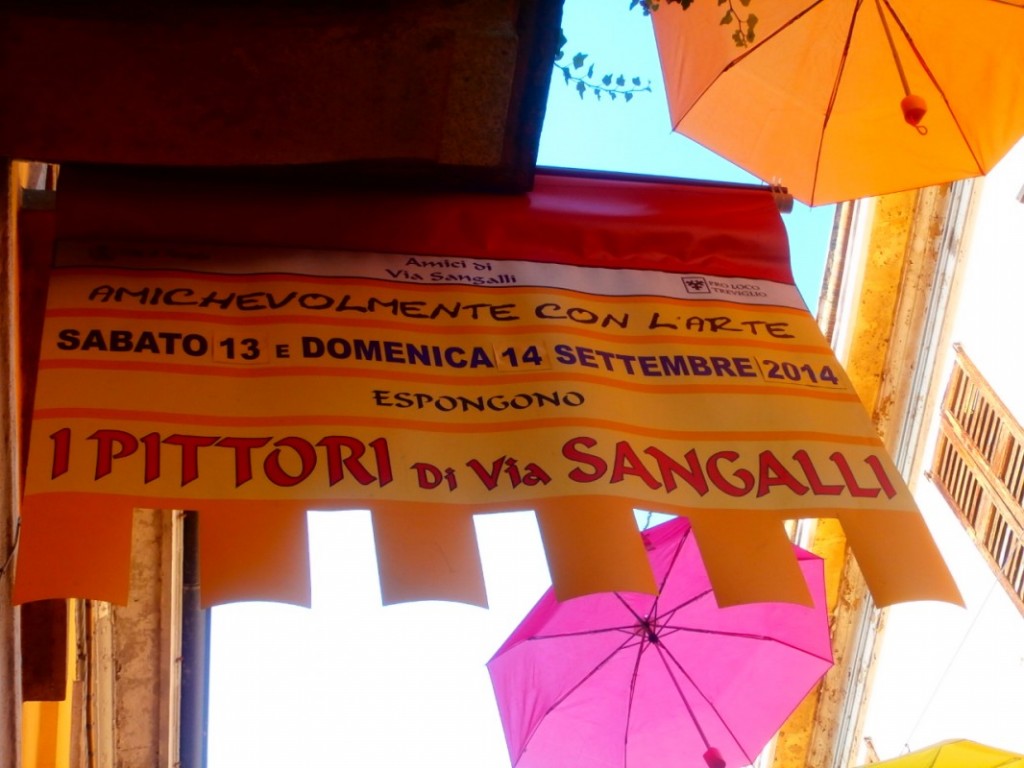 Amici di
Via Sangalli
PRO LOCO
TREVIGLIO
AMICHEVOLMENTE CON L'ARTE
SABATO 13 E DOMENICA 14 SETTEMBRE 2014
ESPONGONO
I PITTORI Di Via SANGALLI